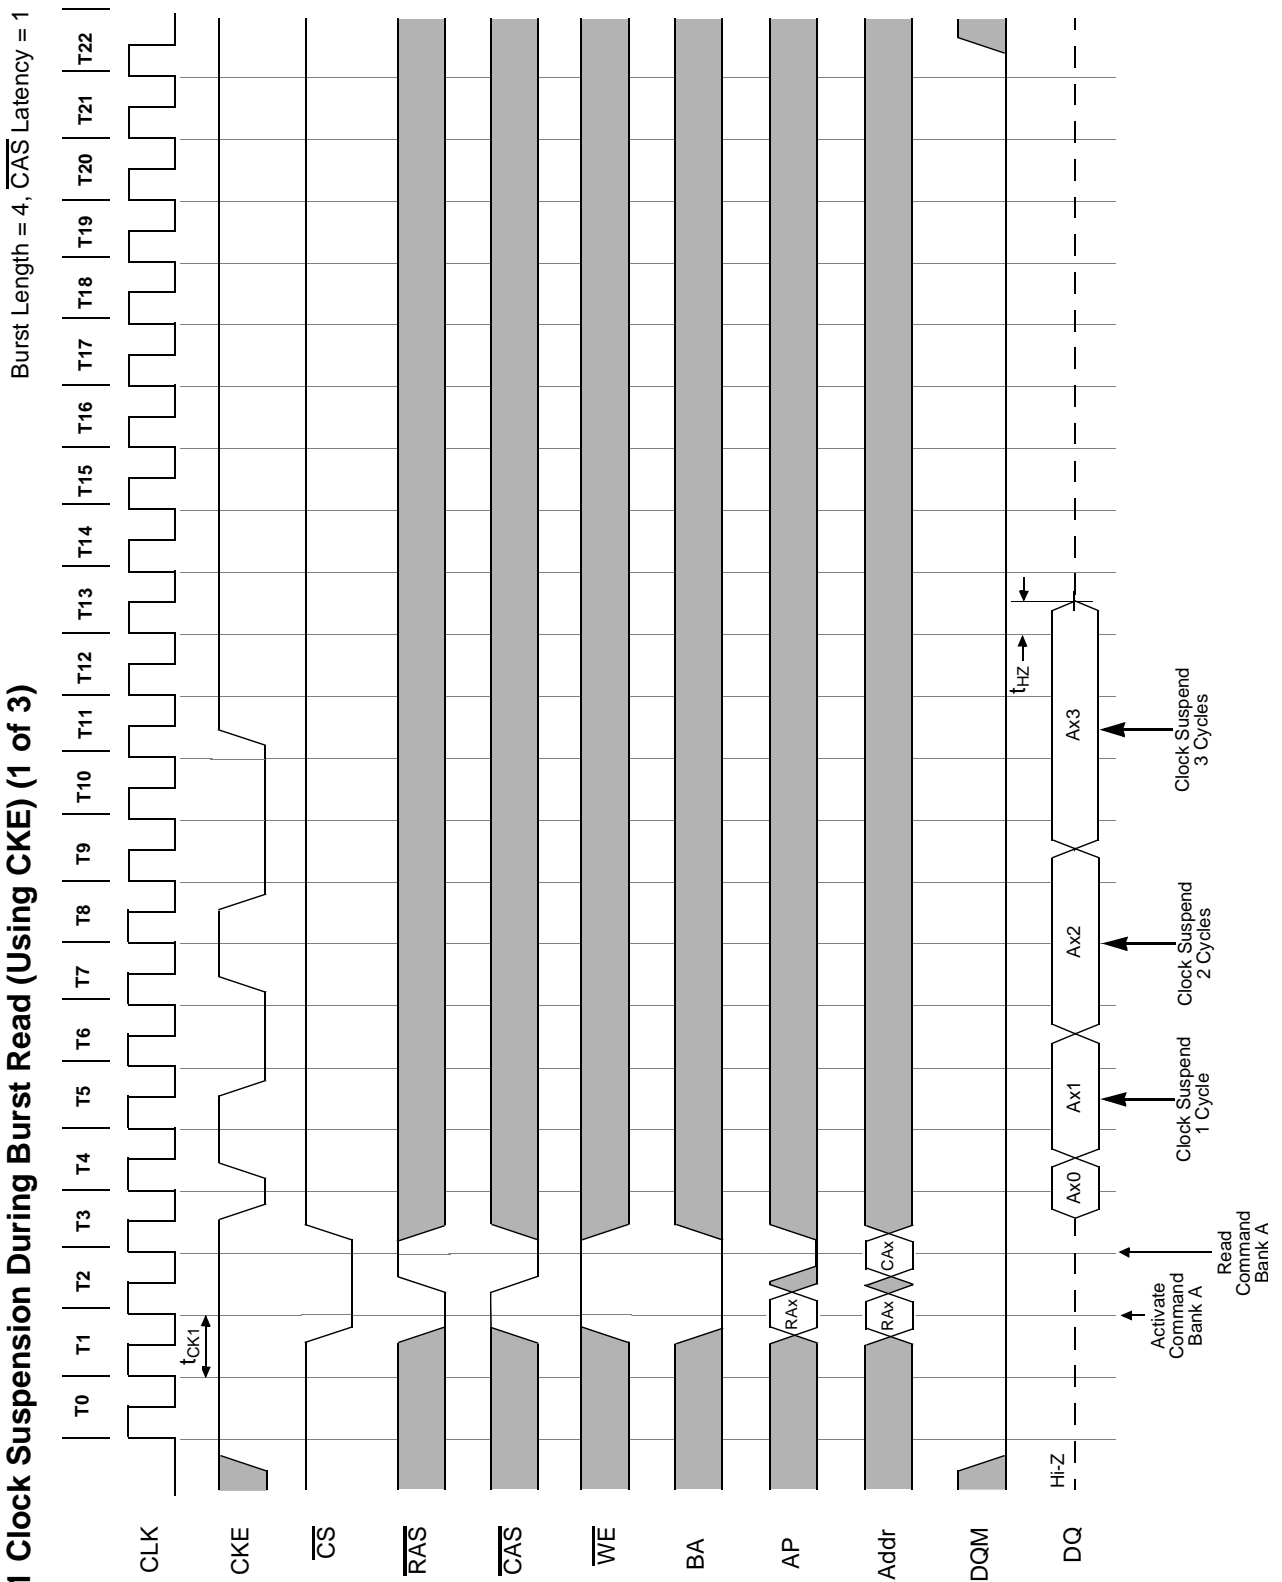 1 Clock Suspension During Burst Read (Using CKE) (1 of 3)
Burst Length = 4, CAS Latency = 1
T0 T1 T2 T3 T4 T5 T6 T7 T8 T9 T10 T11 T12 T13 T14 T15 T16 T17 T18 T19 T20 T21 T22
CLK
tCK1
CKE
CS
RAS
CAS
WE
BA
AP
RAx
Addr
RAx CAx
DQM
tHZ
DQ
Hi-Z
Ax0 Ax1 Ax2 Ax3
Activate
Command
Bank A
Read
Command
Bank A
Clock Suspend
1 Cycle
Clock Suspend
2 Cycles
Clock Suspend
3 Cycles